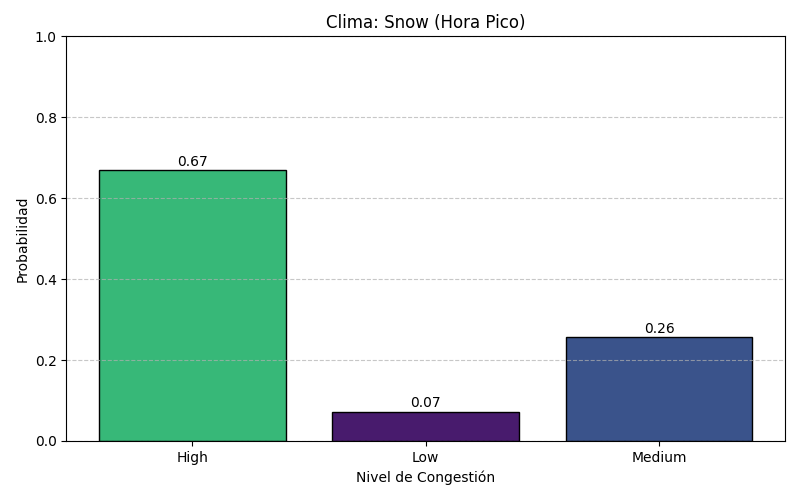 Clima: Snow (Hora Pico)
1.0
0.8
0.6
0.4
0.2
0.0
Probabilidad
0.67
0.07
0.26
High
Low
Medium
Nivel de Congestión